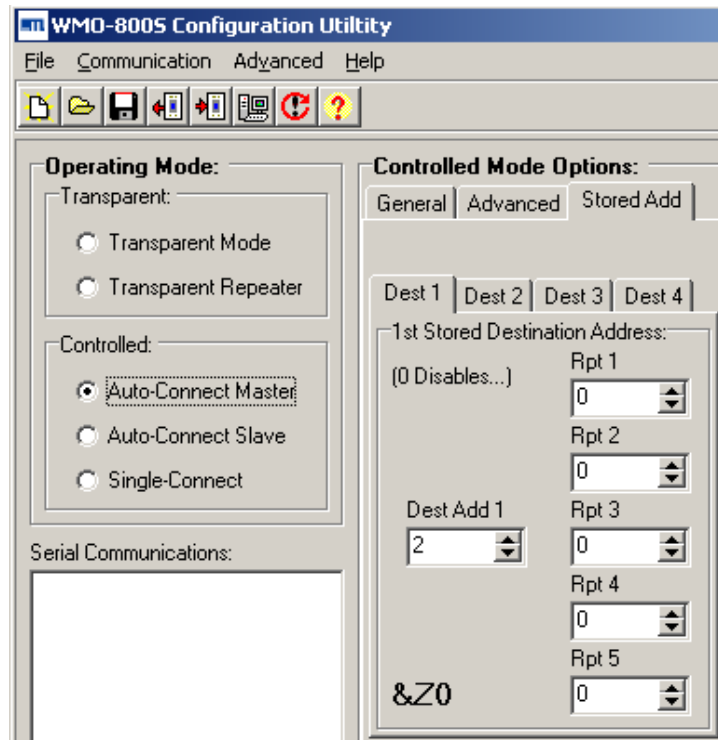 WMO-800S Configuration Utiltity
File Communication Advanced Help
Operating Mode:
Transparent:
Transparent Mode
Transparent Repeater
Controlled:
Auto-Connect Master
Auto-Connect Slave
Single-Connect
Serial Communications:
Controlled Mode Options:
General Advanced Stored Add
Dest 1 Dest 2 Dest 3 Dest 4
1st Stored Destination Address:
(0 Disables...)
Rpt 1
0
Rpt 2
0
Dest Add 1
2
Rpt 3
0
Rpt 4
0
Rpt 5
0
&Z0